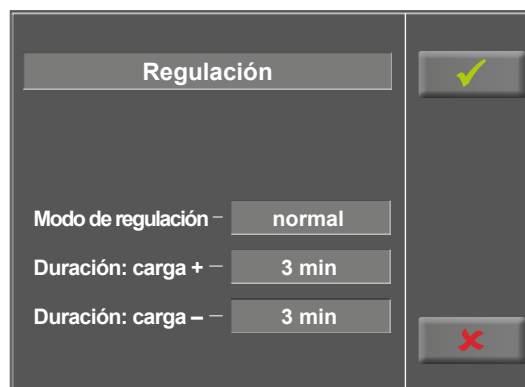 Regulación
Modo de regulación – normal
Duración: carga + – 3 min
Duración: carga – – 3 min